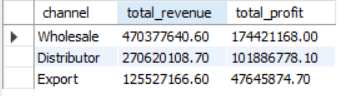 channel total_revenue total_profit
Wholesale 470377640.60 174421168.00
Distributor 270620108.70 101886778.10
Export 125527166.60 47645874.70